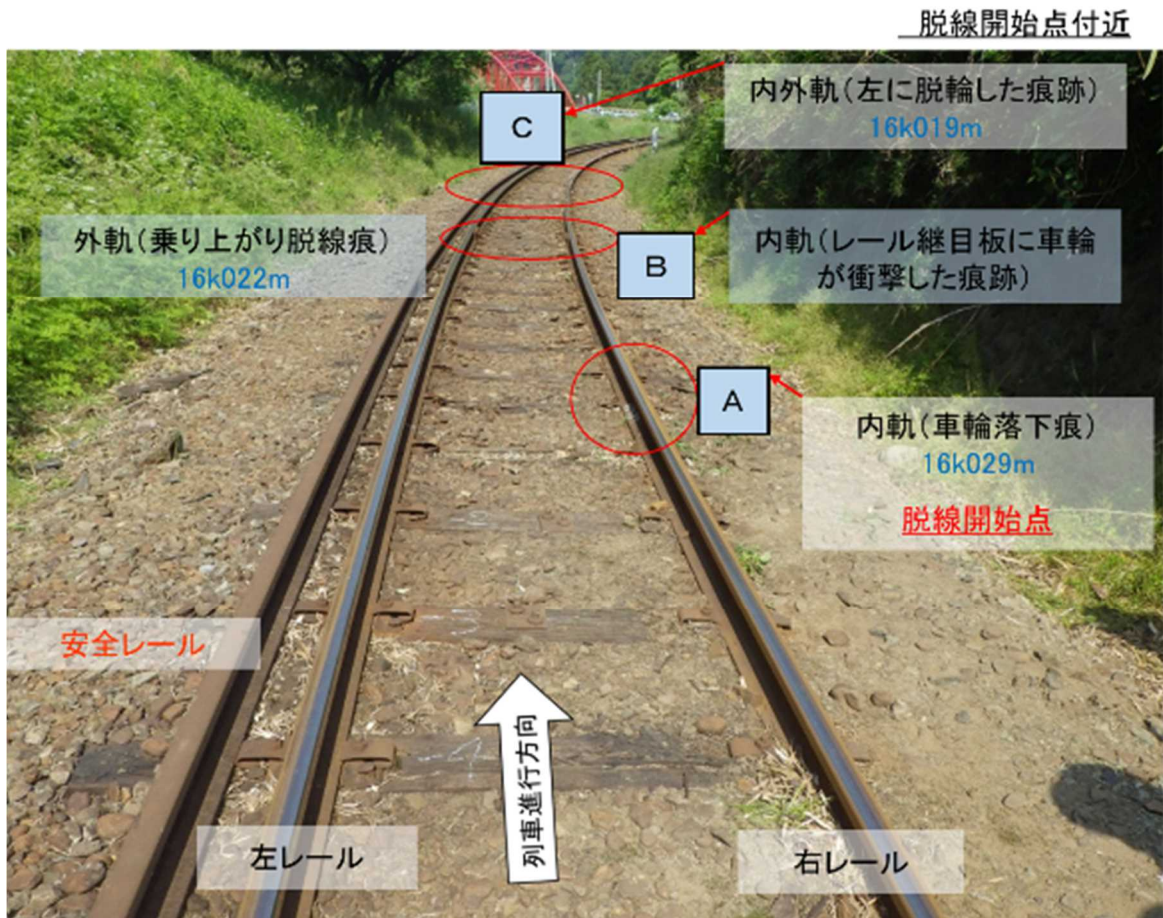 脱線開始点付近
内外軌(左に脱輪した痕跡)
16k019m
C
外軌(乗り上がり脱線痕)
16k022m
内軌(レール継目板に車輪
が衝撃した痕跡)
B
A
内軌(車輪落下痕)
16k029m
脱線開始点
安全レール
列車進行方向
左レール
右レール